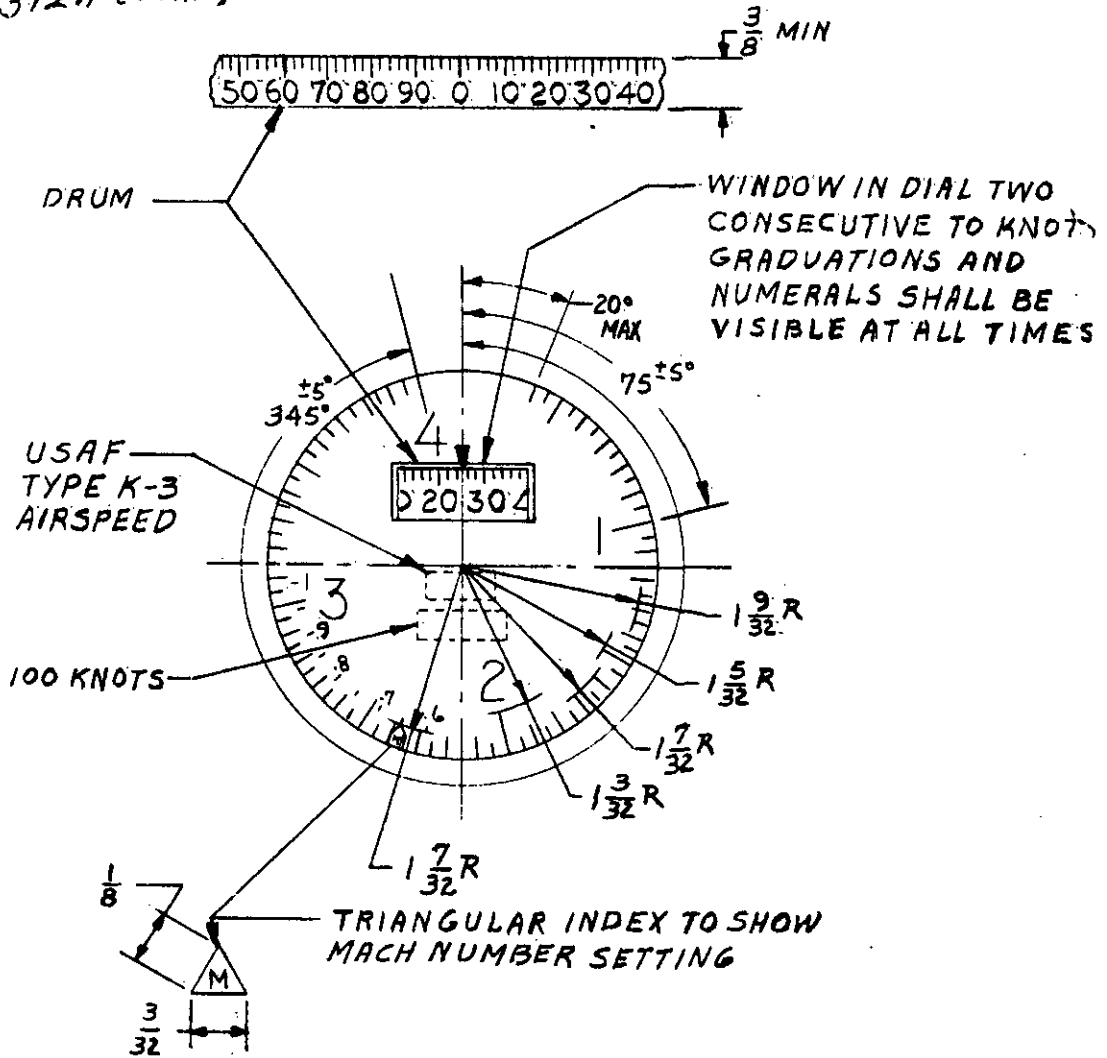 3/8 MIN
50 60 70 80 90 0 10 20 30 40
DRUM
WINDOW IN DIAL TWO
CONSECUTIVE TO KNOTS
GRADUATIONS AND
NUMERALS SHALL BE
VISIBLE AT ALL TIMES
20°
MAX
75±5°
±5°
345°
4
USAF
TYPE K-3
AIRSPEED
0 20 30 4
1
3
1
.9
.8
.7
.6
2
100 KNOTS
1 9/32 R
1 5/32 R
1 7/32 R
1 3/32 R
1 7/32 R
1/8
TRIANGULAR INDEX TO SHOW
MACH NUMBER SETTING
M
3/32